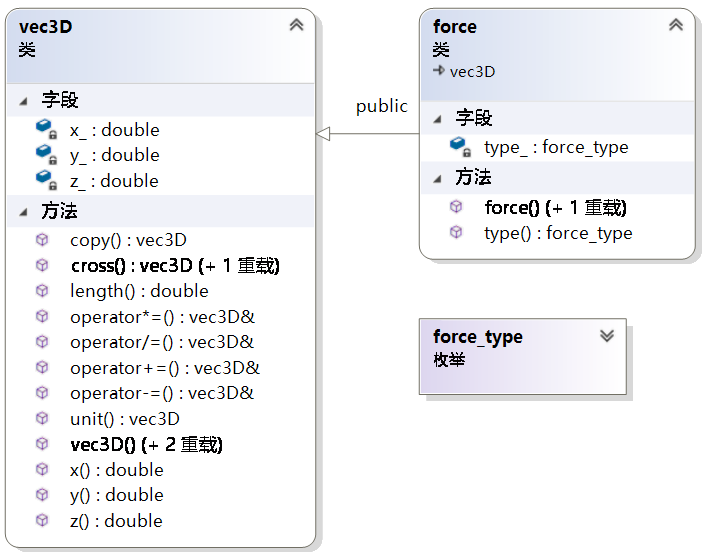 vec3D
类
字段
x_ : double
y_ : double
z_ : double
方法
copy() : vec3D
cross() : vec3D (+ 1 重载)
length() : double
operator*=() : vec3D&
operator/=() : vec3D&
operator+=() : vec3D&
operator-=() : vec3D&
unit() : vec3D
vec3D() (+ 2 重载)
x() : double
y() : double
z() : double
public
force
类
vec3D
字段
type_ : force_type
方法
force() (+ 1 重载)
type() : force_type
force_type
枚举